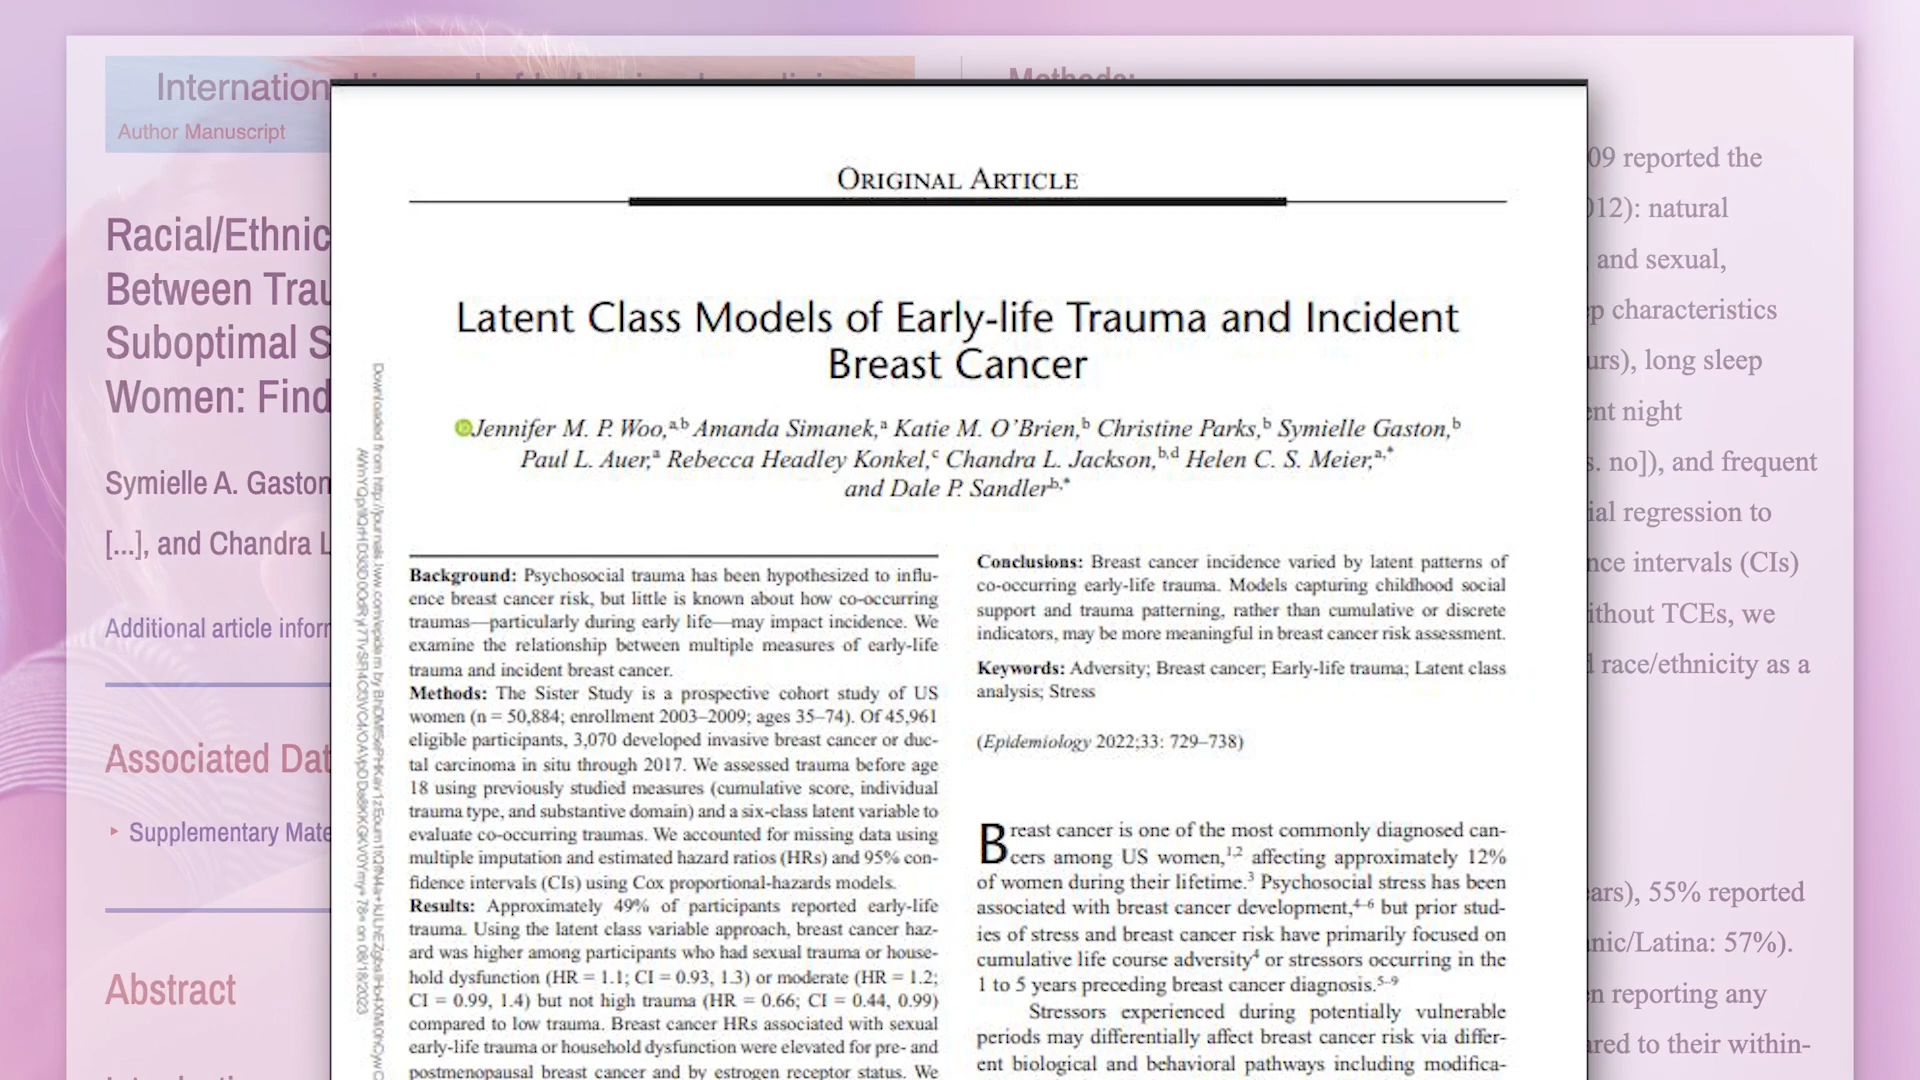 Internation
Author Manuscript
Racial/Ethnic
Between Trau
Suboptimal S
Women: Find
Symielle A. Gaston
[...], and Chandra L
Additional article inform
Associated Dat
Supplementary Mate
Abstract
ORIGINAL ARTICLE
Latent Class Models of Early-life Trauma and Incident
Breast Cancer
Jennifer M. P. Woo,a,b Amanda Simanek,a Katie M. O'Brien,b Christine Parks,b Symielle Gaston,b
Paul L. Auer,a Rebecca Headley Konkel,c Chandra L. Jackson,b,d Helen C. S. Meier,a,*
and Dale P. Sandlerb,*
Background: Psychosocial trauma has been hypothesized to influ-
ence breast cancer risk, but little is known about how co-occurring
traumas—particularly during early life—may impact incidence. We
examine the relationship between multiple measures of early-life
trauma and incident breast cancer.
Methods: The Sister Study is a prospective cohort study of US
women (n = 50,884; enrollment 2003–2009; ages 35–74). Of 45,961
eligible participants, 3,070 developed invasive breast cancer or duc-
tal carcinoma in situ through 2017. We assessed trauma before age
18 using previously studied measures (cumulative score, individual
trauma type, and substantive domain) and a six-class latent variable to
evaluate co-occurring traumas. We accounted for missing data using
multiple imputation and estimated hazard ratios (HRs) and 95% con-
fidence intervals (CIs) using Cox proportional-hazards models.
Results: Approximately 49% of participants reported early-life
trauma. Using the latent class variable approach, breast cancer haz-
ard was higher among participants who had sexual trauma or house-
hold dysfunction (HR = 1.1; CI = 0.93, 1.3) or moderate (HR = 1.2;
CI = 0.99, 1.4) but not high trauma (HR = 0.66; CI = 0.44, 0.99)
compared to low trauma. Breast cancer HRs associated with sexual
early-life trauma or household dysfunction were elevated for pre- and
postmenopausal breast cancer and by estrogen receptor status. We
Conclusions: Breast cancer incidence varied by latent patterns of
co-occurring early-life trauma. Models capturing childhood social
support and trauma patterning, rather than cumulative or discrete
indicators, may be more meaningful in breast cancer risk assessment.
Keywords: Adversity; Breast cancer; Early-life trauma; Latent class
analysis; Stress
(Epidemiology 2022;33: 729–738)
Breast cancer is one of the most commonly diagnosed can-
cers among US women,1,2 affecting approximately 12%
of women during their lifetime.3 Psychosocial stress has been
associated with breast cancer development,4–6 but prior stud-
ies of stress and breast cancer risk have primarily focused on
cumulative life course adversity4 or stressors occurring in the
1 to 5 years preceding breast cancer diagnosis.5–9
Stressors experienced during potentially vulnerable
periods may differentially affect breast cancer risk via differ-
ent biological and behavioral pathways including modifica-
Methods:
09 reported the
012): natural
and sexual,
p characteristics
urs), long sleep
ent night
s. no]), and frequent
ial regression to
nce intervals (CIs)
ithout TCEs, we
race/ethnicity as a
ears), 55% reported
anic/Latina: 57%).
n reporting any
ared to their within-